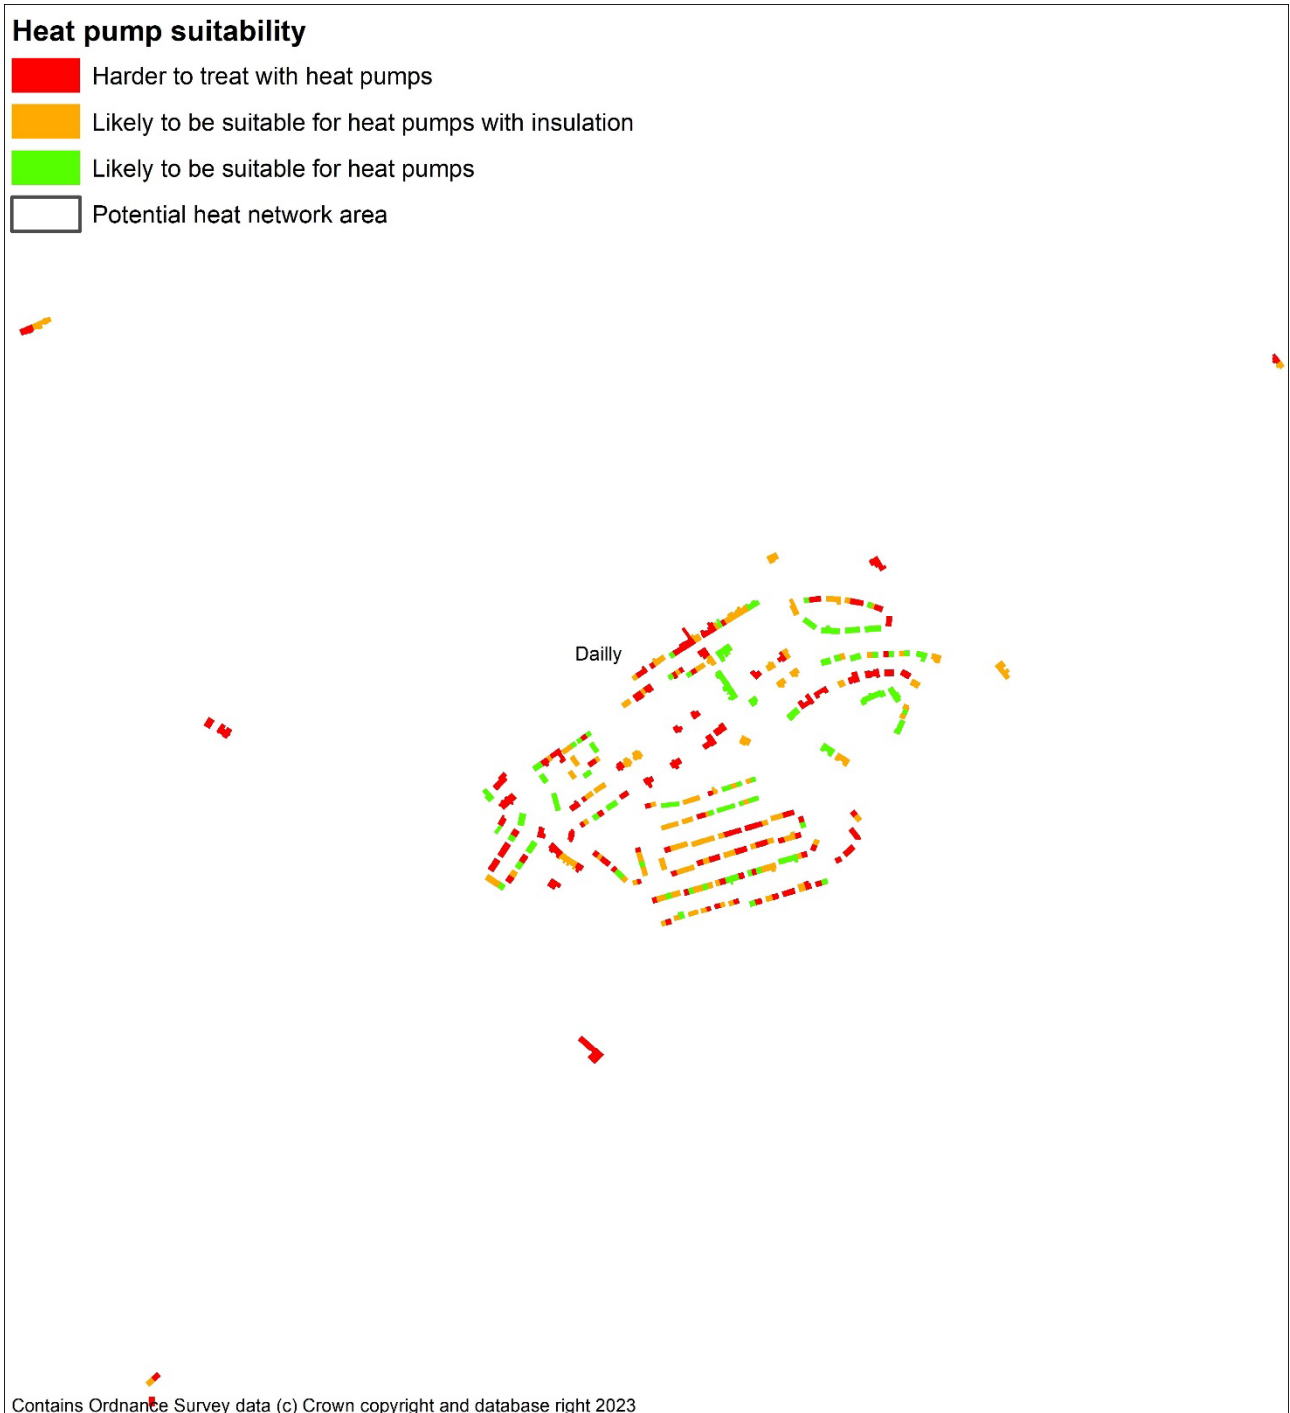 Heat pump suitability
Harder to treat with heat pumps
Likely to be suitable for heat pumps with insulation
Likely to be suitable for heat pumps
Potential heat network area
Dailly
Contains Ordnance Survey data (c) Crown copyright and database right 2023